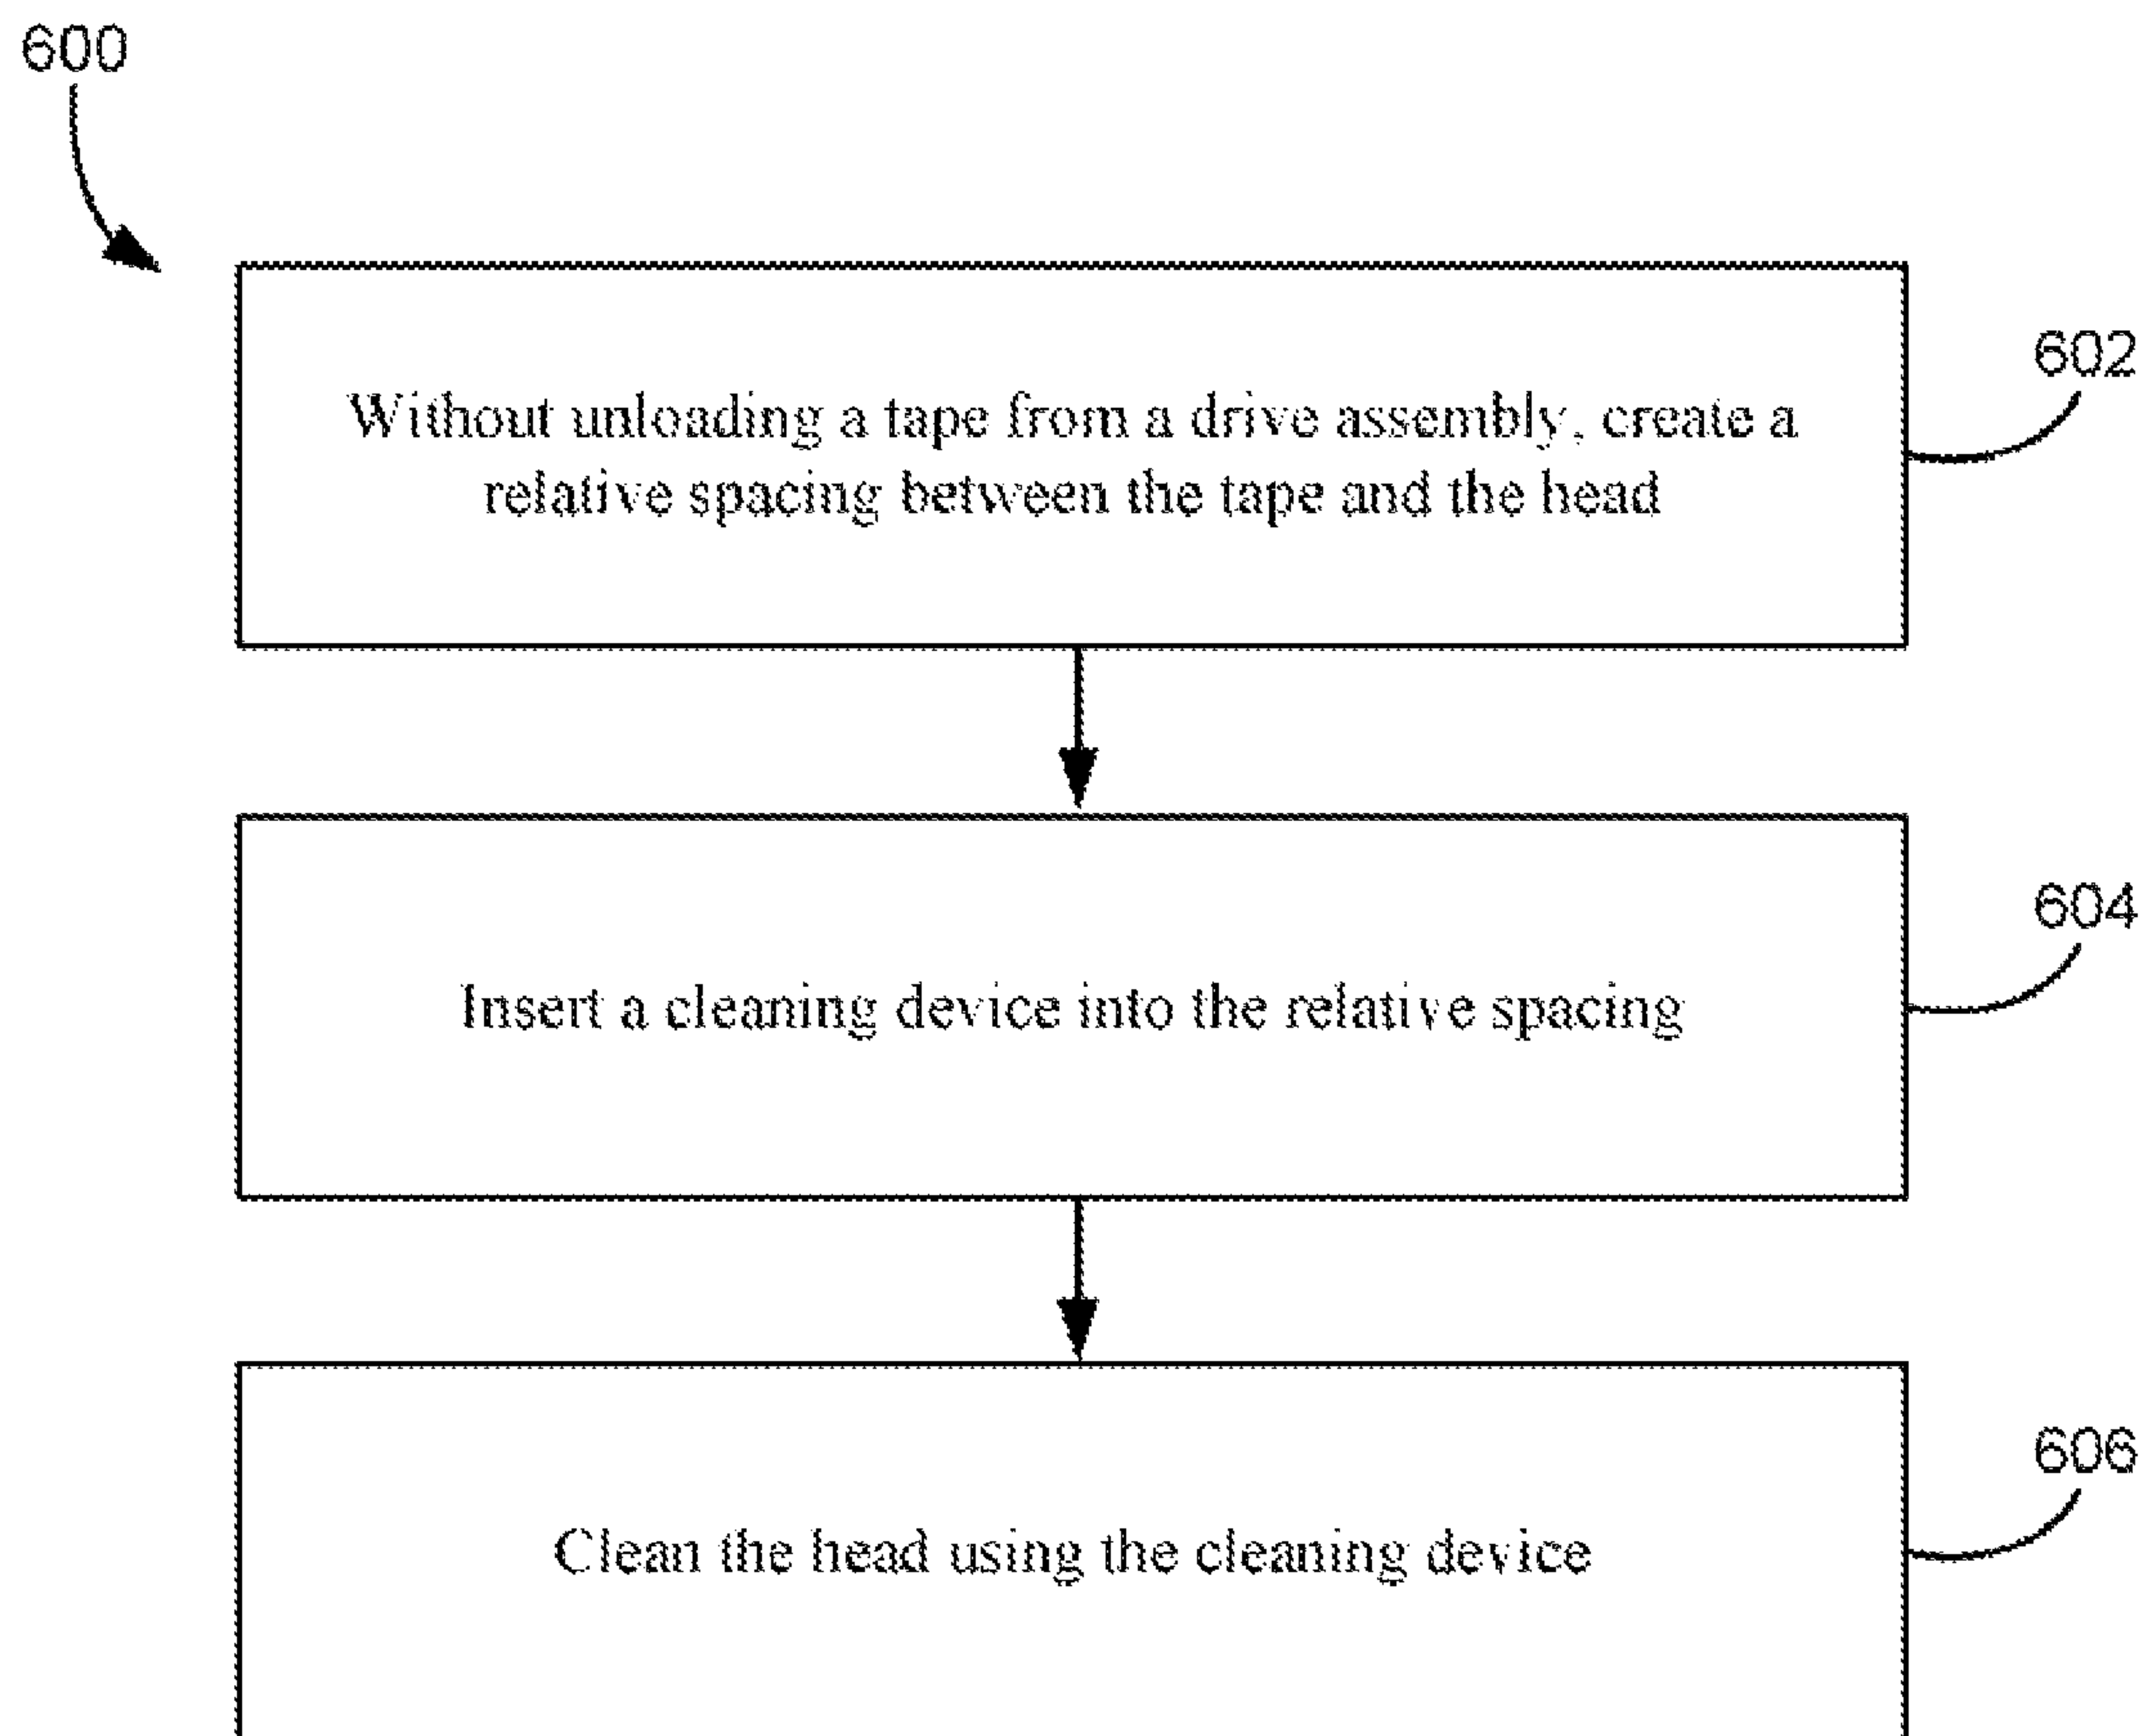 600
602
Without unloading a tape from a drive assembly, create a
relative spacing between the tape and the head
604
Insert a cleaning device into the relative spacing
606
Clean the head using the cleaning device